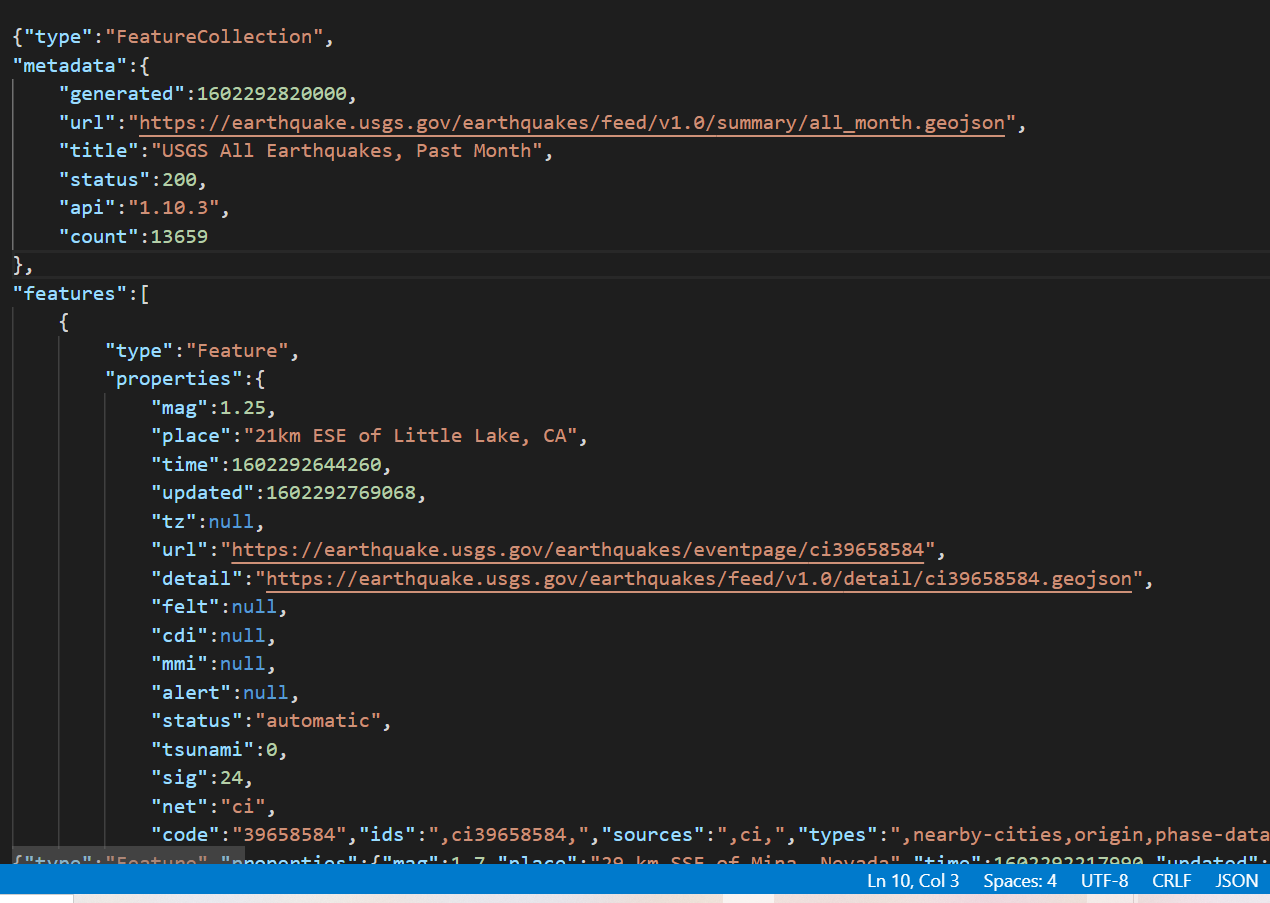 {"type":"FeatureCollection",
"metadata":{
    "generated":1602292820000,
    "url":"https://earthquake.usgs.gov/earthquakes/feed/v1.0/summary/all_month.geojson",
    "title":"USGS All Earthquakes, Past Month",
    "status":200,
    "api":"1.10.3",
    "count":13659
},
"features":[
    {
        "type":"Feature",
        "properties":{
            "mag":1.25,
            "place":"21km ESE of Little Lake, CA",
            "time":1602292644260,
            "updated":1602292769068,
            "tz":null,
            "url":"https://earthquake.usgs.gov/earthquakes/eventpage/ci39658584",
            "detail":"https://earthquake.usgs.gov/earthquakes/feed/v1.0/detail/ci39658584.geojson",
            "felt":null,
            "cdi":null,
            "mmi":null,
            "alert":null,
            "status":"automatic",
            "tsunami":0,
            "sig":24,
            "net":"ci",
            "code":"39658584","ids":",ci39658584,","sources":",ci,","types":",nearby-cities,origin,phase-data
{"type":"Feature","properties":{"mag":1.7,"place":"29 km SSE of Mina, Nevada","time":1602292217990,"updated":
Ln 10, Col 3 Spaces: 4 UTF-8 CRLF JSON